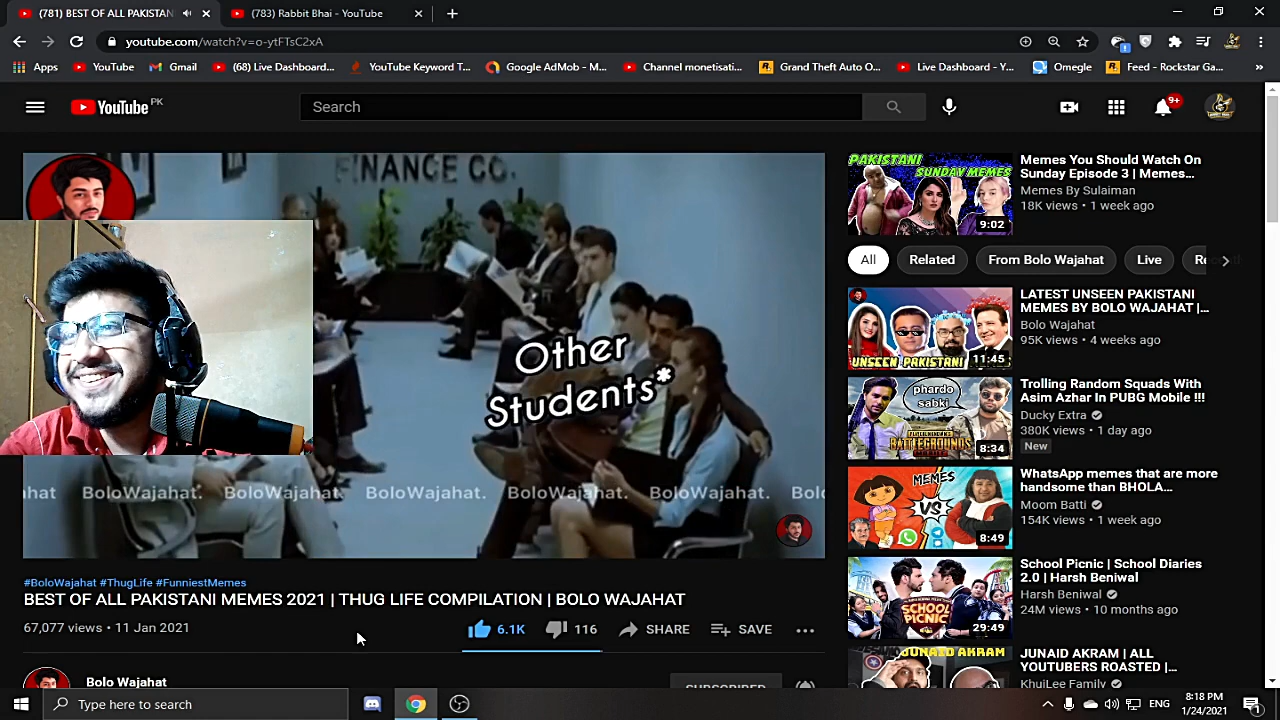 (781) BEST OF ALL PAKISTAN
(783) Rabbit Bhai - YouTube
youtube.com/watch?v=o-ytFTsC2xA
Apps
YouTube
Gmail
(68) Live Dashboard...
YouTube Keyword T...
Google AdMob - M...
Channel monetisati...
Grand Theft Auto O...
Live Dashboard - Y...
Omegle
Feed - Rockstar Ga...
YouTube PK
Search
9+
FINANCE CO.
Other
Students*
hat BoloWajahat. BoloWajahat. BoloWajahat. BoloWajahat. BoloWajahat. Bolo
#BoloWajahat #ThugLife #FunniestMemes
BEST OF ALL PAKISTANI MEMES 2021 | THUG LIFE COMPILATION | BOLO WAJAHAT
67,077 views • 11 Jan 2021
6.1K
116
SHARE
SAVE
Bolo Wajahat
SUBSCRIBED
PAKISTANI
SUNDAY MEMES
9:02
Memes You Should Watch On
Sunday Episode 3 | Memes...
Memes By Sulaiman
18K views • 1 week ago
All
Related
From Bolo Wajahat
Live
UNSEEN PAKISTANI
11:45
LATEST UNSEEN PAKISTANI
MEMES BY BOLO WAJAHAT |...
Bolo Wajahat
95K views • 4 weeks ago
phardo
sabki
BATTLEGROUNDS
8:34
Trolling Random Squads With
Asim Azhar In PUBG Mobile !!!
Ducky Extra
380K views • 1 day ago
New
MEMES
VS
8:49
WhatsApp memes that are more
handsome than BHOLA...
Moom Batti
154K views • 1 week ago
SCHOOL
PICNIC
29:49
School Picnic | School Diaries
2.0 | Harsh Beniwal
Harsh Beniwal
24M views • 10 months ago
JUNAID AKRAM
JUNAID AKRAM | ALL
YOUTUBERS ROASTED |...
KhujLee Family
Type here to search
ENG
8:18 PM
1/24/2021
1